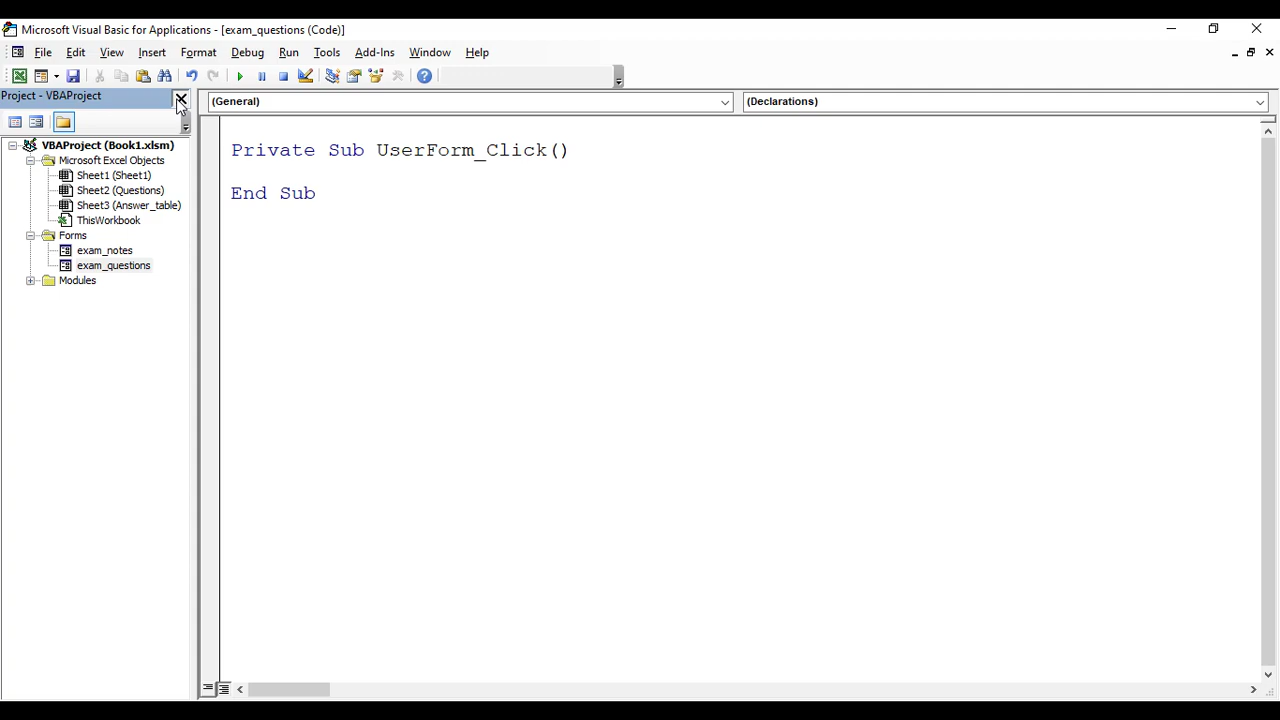 Microsoft Visual Basic for Applications - [exam_questions (Code)]
File Edit View Insert Format Debug Run Tools Add-Ins Window Help
Project - VBAProject
(General)
(Declarations)
VBAProject (Book1.xlsm)
Microsoft Excel Objects
Sheet1 (Sheet1)
Sheet2 (Questions)
Sheet3 (Answer_table)
ThisWorkbook
Forms
exam_notes
exam_questions
Modules
Private Sub UserForm_Click()
End Sub